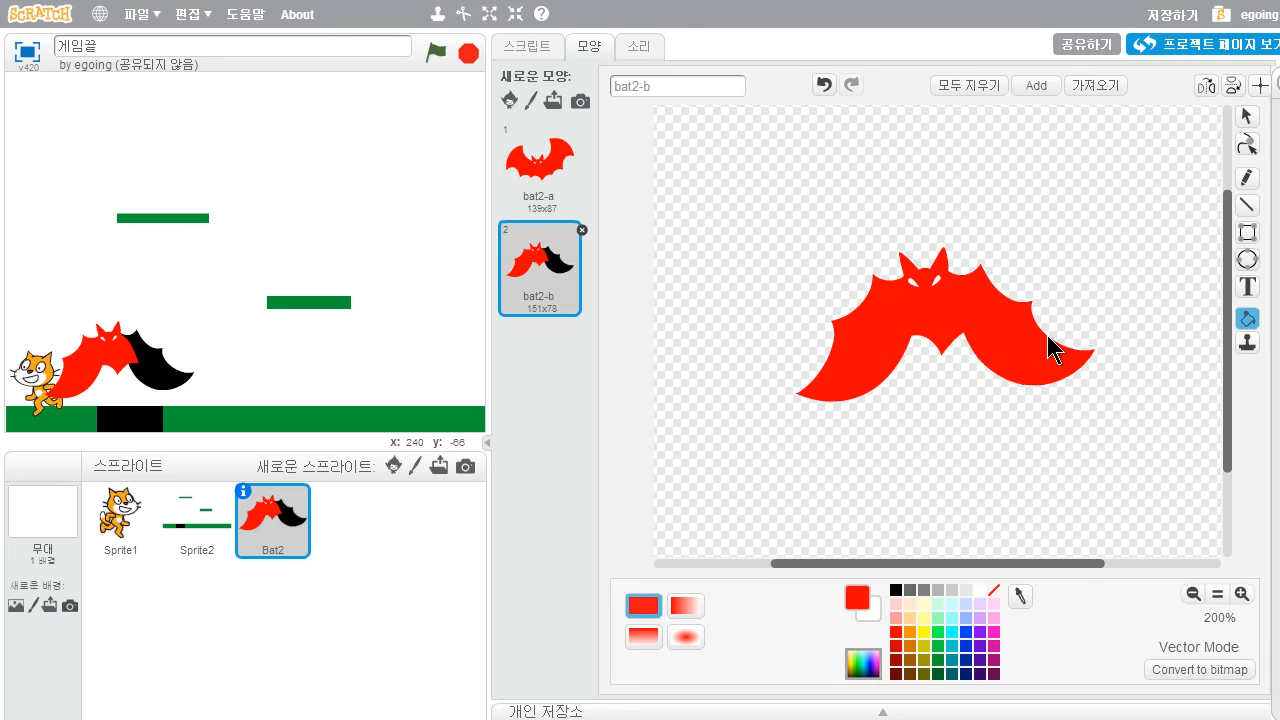 SCRATCH 파일▼ 편집▼ 도움말 About 저장하기 S egoing
v420 게임끝
by egoing (공유되지 않음)
스크립트 모양 소리 공유하기 프로젝트 페이지 보기
새로운 모양:
bat2-b 모두 지우기 Add 가져오기
1
bat2-a
139x87
2
bat2-b
151x78
T
x: 240 y: -66
스프라이트 새로운 스프라이트:
Sprite1 Sprite2 Bat2
무대
1 배경
새로운 배경:
200%
Vector Mode
Convert to bitmap
개인 저장소